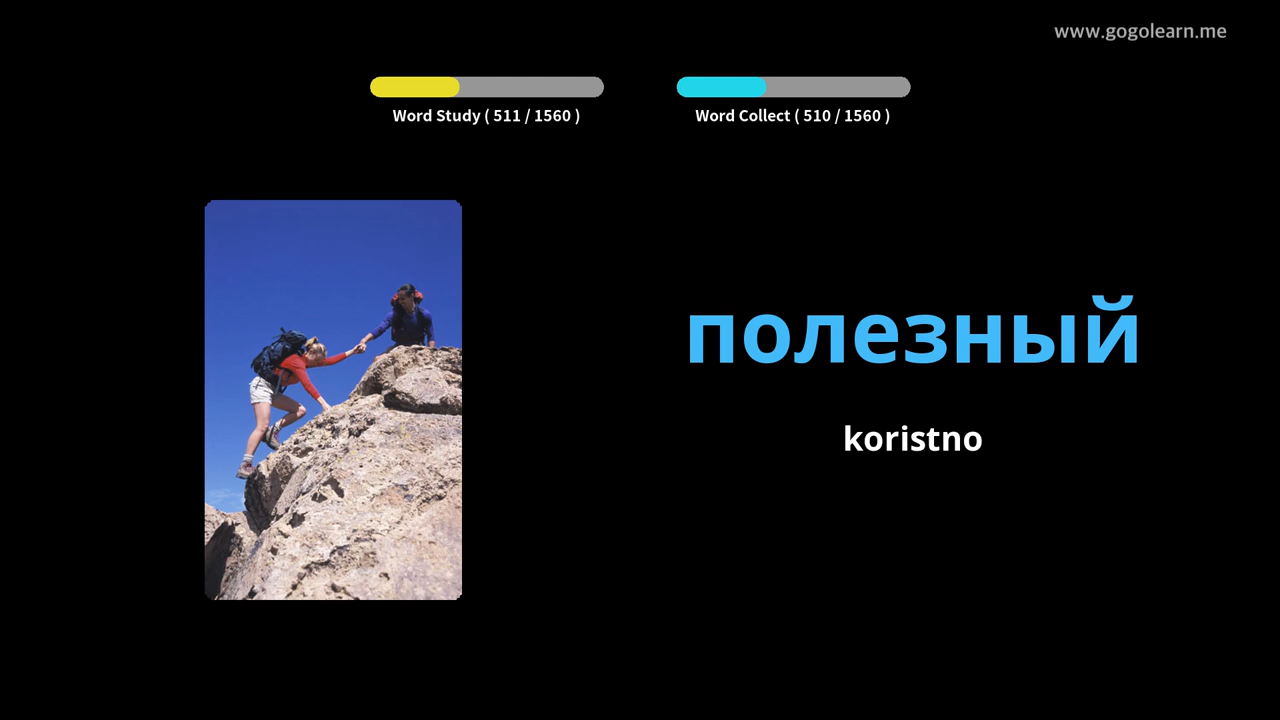 www.gogolearn.me
Word Study ( 511 / 1560 )
Word Collect ( 510 / 1560 )
полезный
koristno